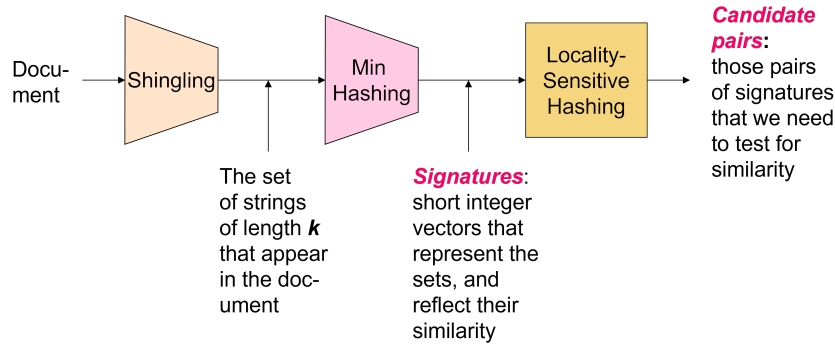 Docu-
ment
Shingling
The set
of strings
of length k
that appear
in the doc-
ument
Min
Hashing
Signatures:
short integer
vectors that
represent the
sets, and
reflect their
similarity
Locality-
Sensitive
Hashing
Candidate
pairs:
those pairs
of signatures
that we need
to test for
similarity